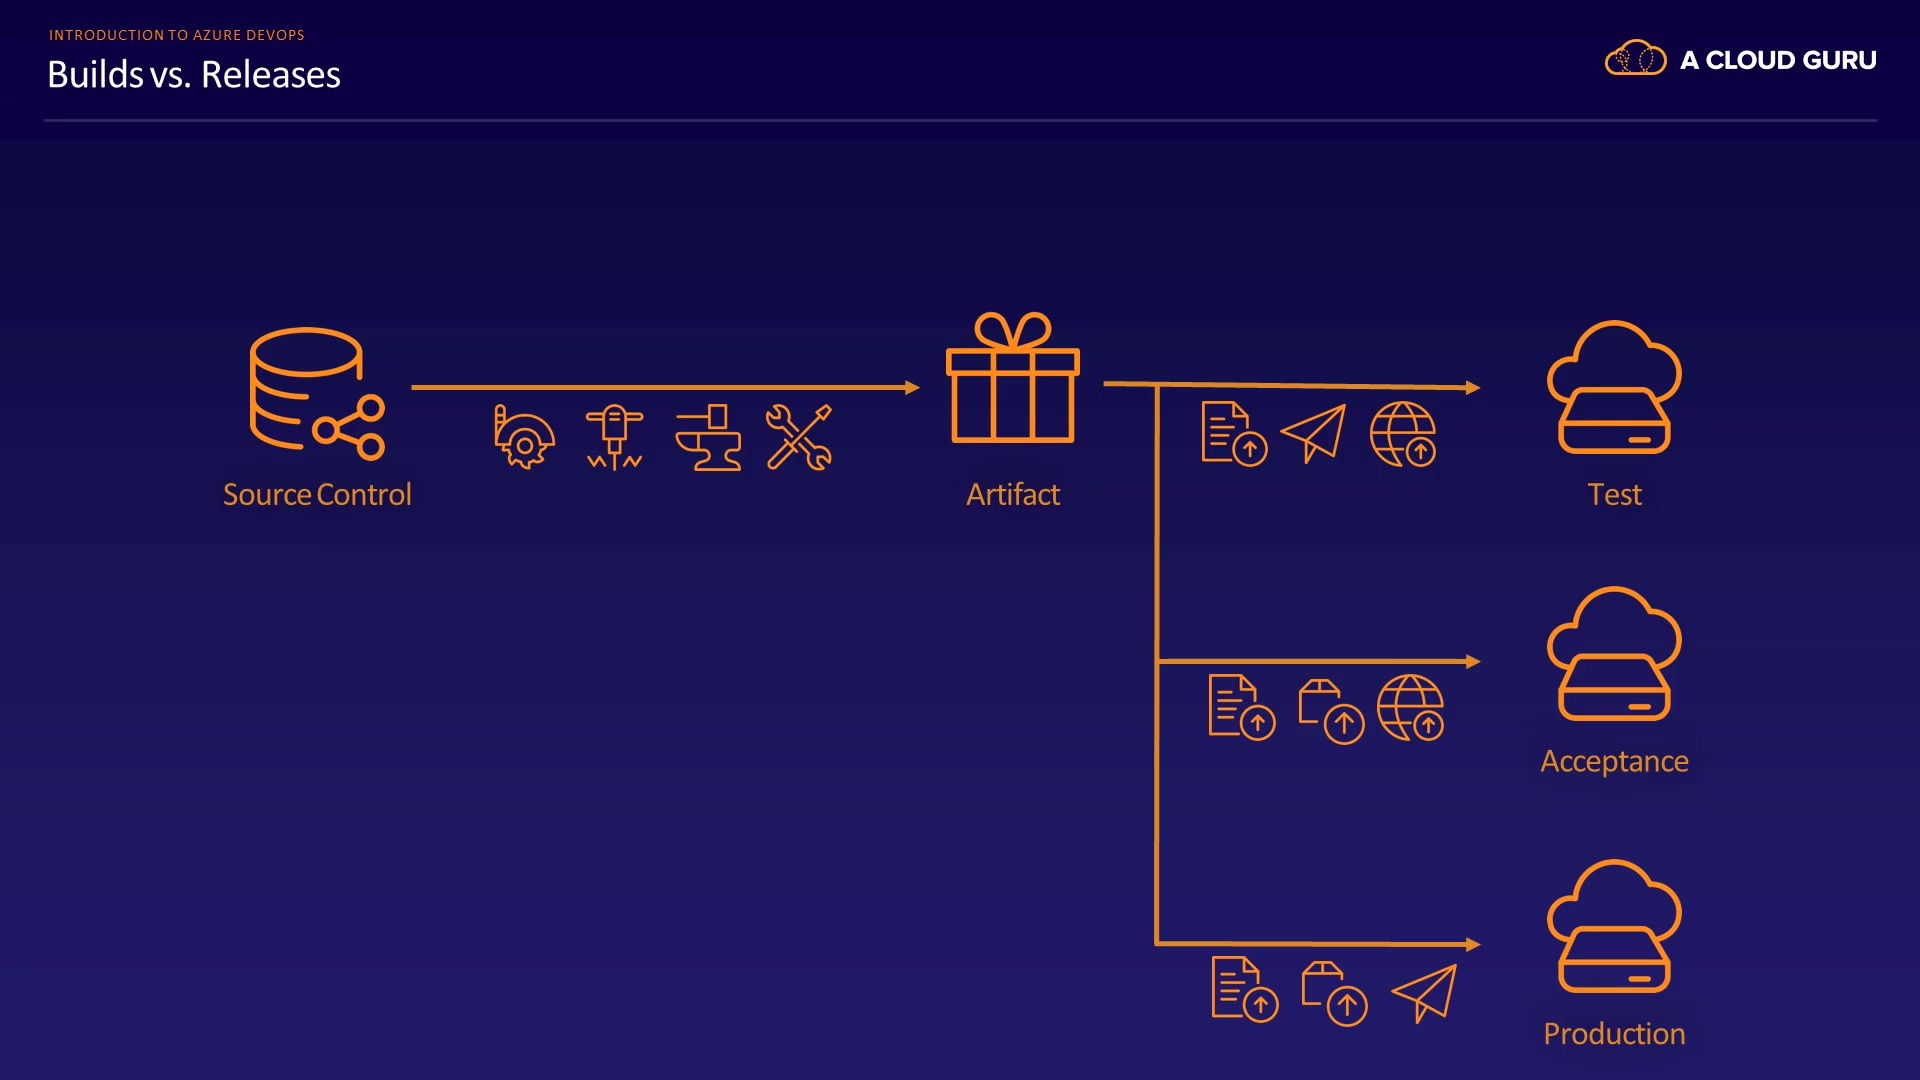 INTRODUCTION TO AZURE DEVOPS
Builds vs. Releases
A CLOUD GURU
Source Control
Artifact
Test
Acceptance
Production